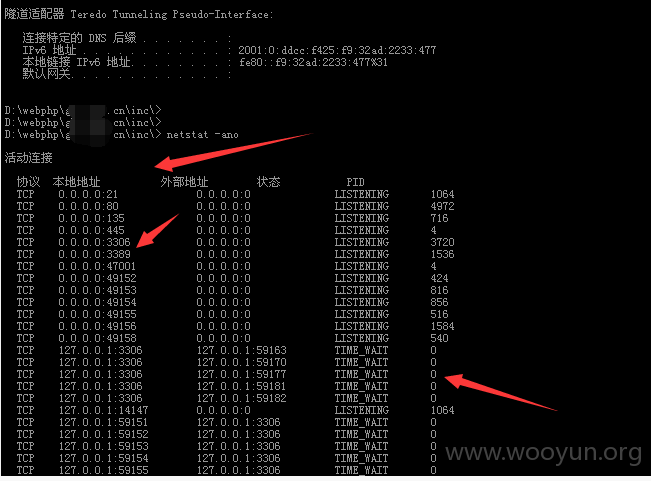 隧道适配器 Teredo Tunneling Pseudo-Interface:
连接特定的 DNS 后缀 . . . . . . . :
IPv6 地址 . . . . . . . . . . . . : 2001:0:ddcc:f425:f9:32ad:2233:477
本地链接 IPv6 地址. . . . . . . . : fe80::f9:32ad:2233:477%31
默认网关. . . . . . . . . . . . . :
D:\webphp\g .cn\inc\>
D:\webphp\g cn\inc\>
D:\webphp\g cn\inc\> netstat -ano
活动连接
协议 本地地址 外部地址 状态 PID
TCP 0.0.0.0:21 0.0.0.0:0 LISTENING 1064
TCP 0.0.0.0:80 0.0.0.0:0 LISTENING 4972
TCP 0.0.0.0:135 0.0.0.0:0 LISTENING 716
TCP 0.0.0.0:445 0.0.0.0:0 LISTENING 4
TCP 0.0.0.0:3306 0.0.0.0:0 LISTENING 3720
TCP 0.0.0.0:3389 0.0.0.0:0 LISTENING 1536
TCP 0.0.0.0:47001 0.0.0.0:0 LISTENING 4
TCP 0.0.0.0:49152 0.0.0.0:0 LISTENING 424
TCP 0.0.0.0:49153 0.0.0.0:0 LISTENING 816
TCP 0.0.0.0:49154 0.0.0.0:0 LISTENING 856
TCP 0.0.0.0:49155 0.0.0.0:0 LISTENING 516
TCP 0.0.0.0:49156 0.0.0.0:0 LISTENING 1584
TCP 0.0.0.0:49158 0.0.0.0:0 LISTENING 540
TCP 127.0.0.1:3306 127.0.0.1:59163 TIME_WAIT 0
TCP 127.0.0.1:3306 127.0.0.1:59170 TIME_WAIT 0
TCP 127.0.0.1:3306 127.0.0.1:59177 TIME_WAIT 0
TCP 127.0.0.1:3306 127.0.0.1:59181 TIME_WAIT 0
TCP 127.0.0.1:3306 127.0.0.1:59182 TIME_WAIT 0
TCP 127.0.0.1:14147 0.0.0.0:0 LISTENING 1064
TCP 127.0.0.1:59151 127.0.0.1:3306 TIME_WAIT 0
TCP 127.0.0.1:59152 127.0.0.1:3306 TIME_WAIT 0
TCP 127.0.0.1:59153 127.0.0.1:3306 TIME_WAIT 0
TCP 127.0.0.1:59154 127.0.0.1:3306 TIME_WAIT 0
TCP 127.0.0.1:59155 127.0.0.1:3306 TIME_WAIT 0
www.wooyun.org